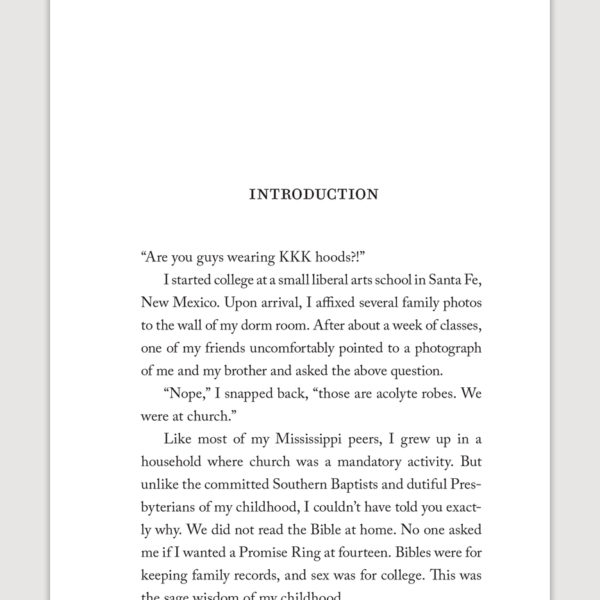 INTRODUCTION
“Are you guys wearing KKK hoods?!”
I started college at a small liberal arts school in Santa Fe,
New Mexico. Upon arrival, I affixed several family photos
to the wall of my dorm room. After about a week of classes,
one of my friends uncomfortably pointed to a photograph
of me and my brother and asked the above question.
“Nope,” I snapped back, “those are acolyte robes. We
were at church.”
Like most of my Mississippi peers, I grew up in a
household where church was a mandatory activity. But
unlike the committed Southern Baptists and dutiful Pres-
byterians of my childhood, I couldn’t have told you exact-
ly why. We did not read the Bible at home. No one asked
me if I wanted a Promise Ring at fourteen. Bibles were for
keeping family records, and sex was for college. This was
the sage wisdom of my childhood.